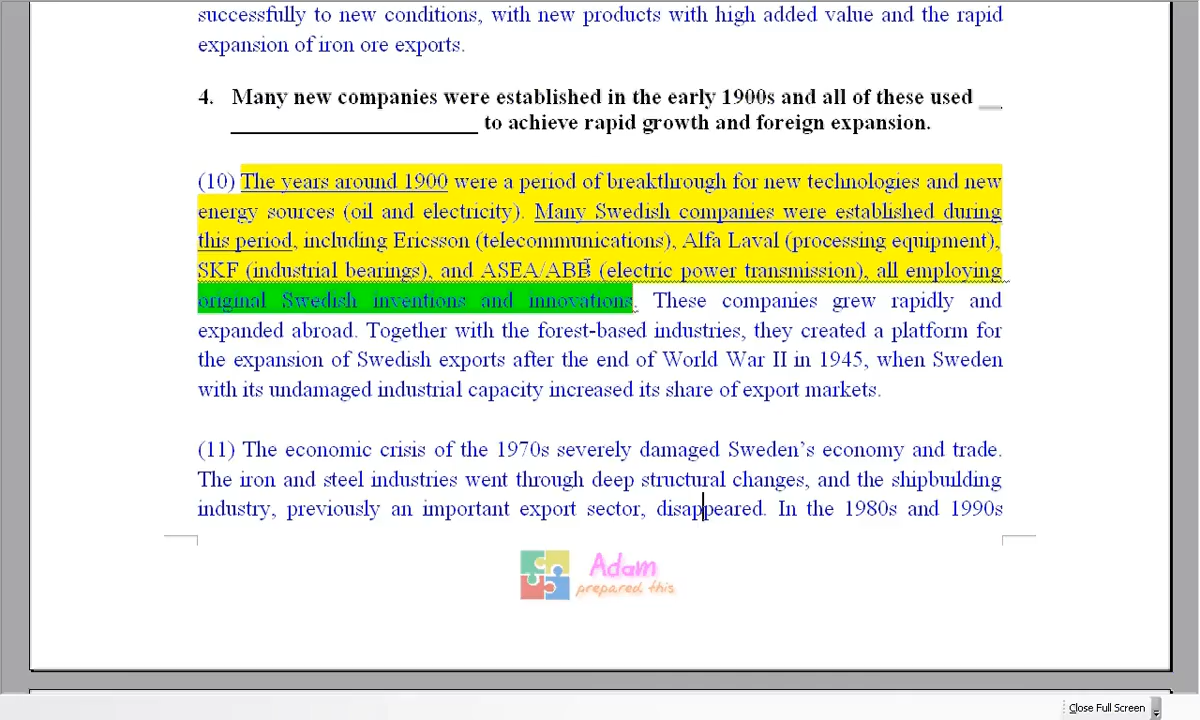 successfully to new conditions, with new products with high added value and the rapid
expansion of iron ore exports.
4. Many new companies were established in the early 1900s and all of these used __
______________________ to achieve rapid growth and foreign expansion.
(10) The years around 1900 were a period of breakthrough for new technologies and new
energy sources (oil and electricity). Many Swedish companies were established during
this period, including Ericsson (telecommunications), Alfa Laval (processing equipment),
SKF (industrial bearings), and ASEA/ABB (electric power transmission), all employing
original Swedish inventions and innovations. These companies grew rapidly and
expanded abroad. Together with the forest-based industries, they created a platform for
the expansion of Swedish exports after the end of World War II in 1945, when Sweden
with its undamaged industrial capacity increased its share of export markets.
(11) The economic crisis of the 1970s severely damaged Sweden’s economy and trade.
The iron and steel industries went through deep structural changes, and the shipbuilding
industry, previously an important export sector, disappeared. In the 1980s and 1990s
Adam
prepared this
Close Full Screen